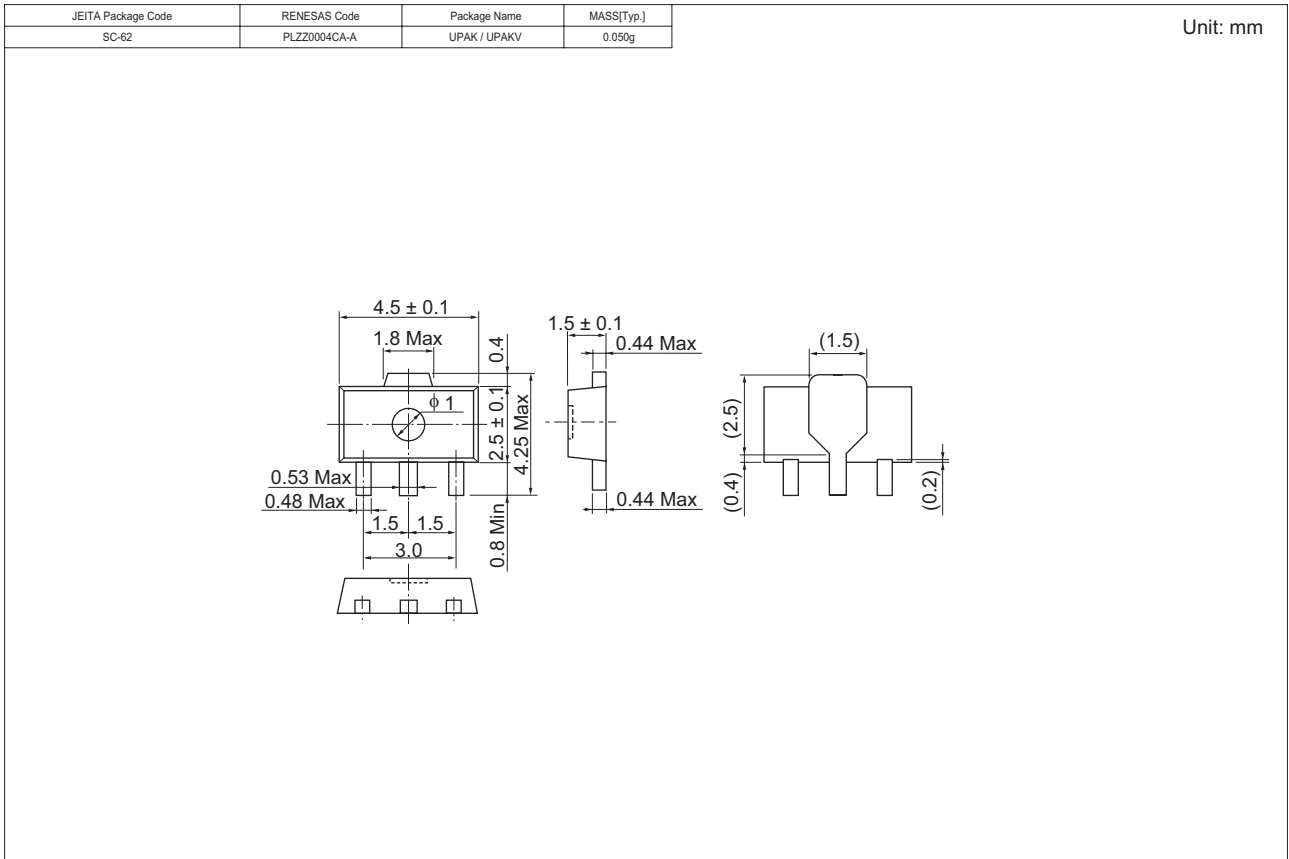 JEITA Package Code RENESAS Code Package Name MASS[Typ.]
SC-62 PLZZ0004CA-A UPAK / UPAKV 0.050g
Unit: mm
4.5 ± 0.1
1.8 Max
0.4
ϕ 1
2.5 ± 0.1
4.25 Max
0.53 Max
0.48 Max
1.5 1.5
3.0
0.8 Min
1.5 ± 0.1
0.44 Max
0.44 Max
(1.5)
(2.5)
(0.4)
(0.2)